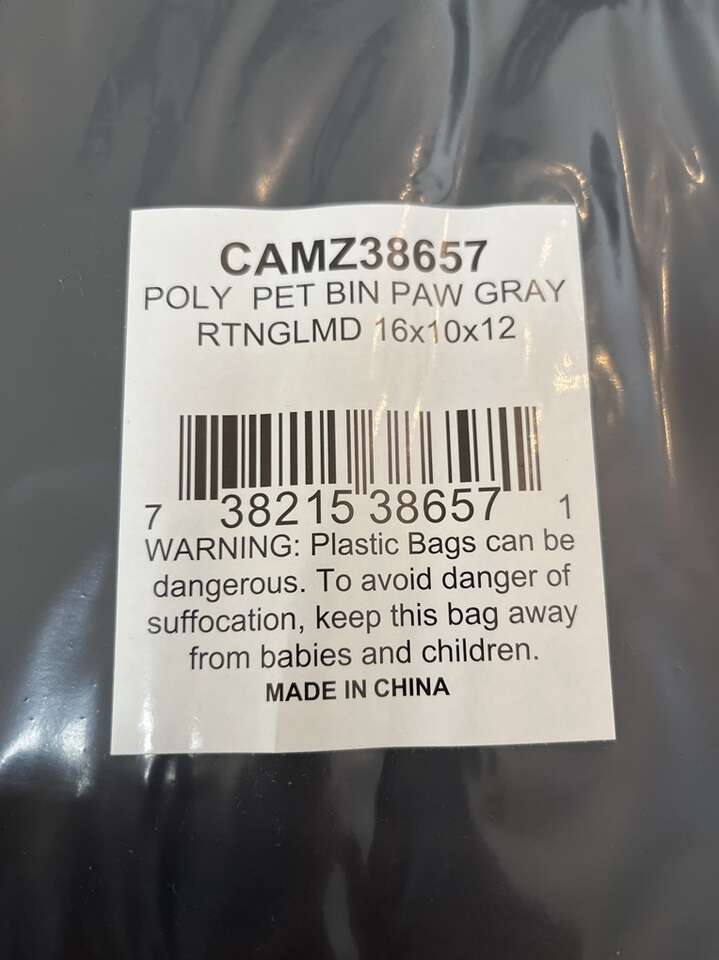 CAMZ38657
POLY PET BIN PAW GRAY
RTNGLMD 16x10x12
7 38215 38657 1
WARNING: Plastic Bags can be
dangerous. To avoid danger of
suffocation, keep this bag away
from babies and children.
MADE IN CHINA